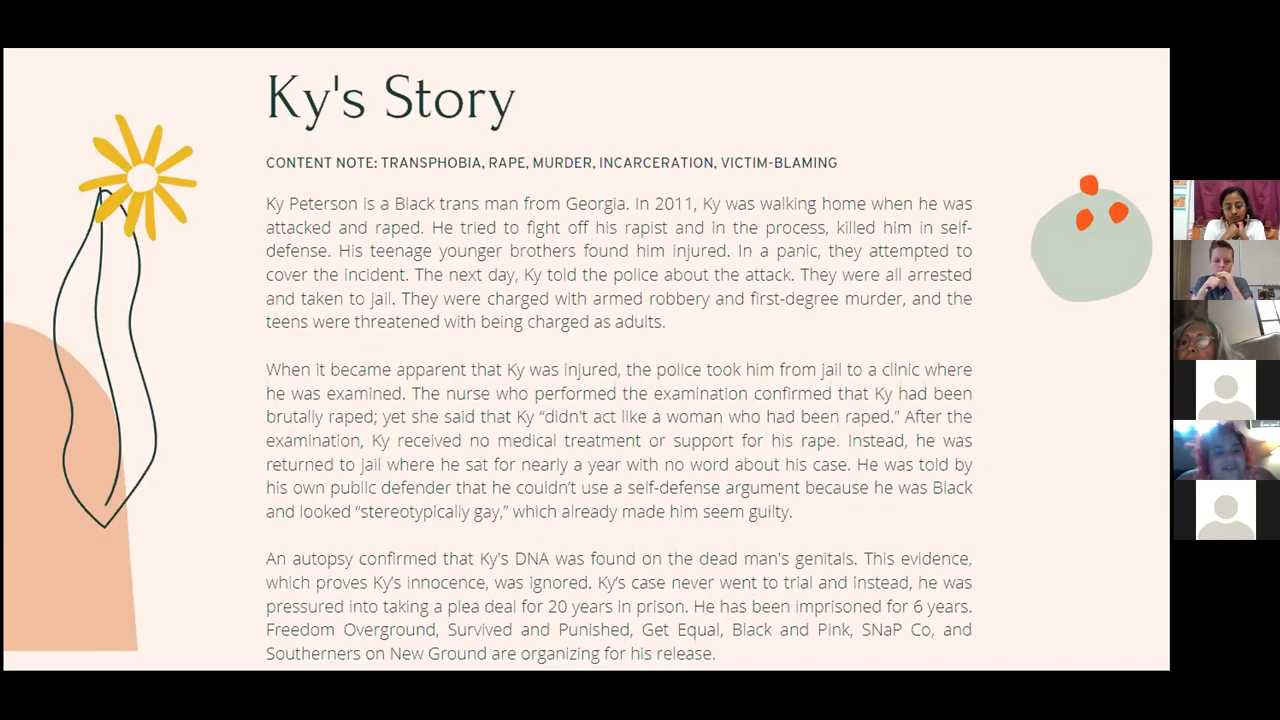 Ky's Story
CONTENT NOTE: TRANSPHOBIA, RAPE, MURDER, INCARCERATION, VICTIM-BLAMING
Ky Peterson is a Black trans man from Georgia. In 2011, Ky was walking home when he was
attacked and raped. He tried to fight off his rapist and in the process, killed him in self-
defense. His teenage younger brothers found him injured. In a panic, they attempted to
cover the incident. The next day, Ky told the police about the attack. They were all arrested
and taken to jail. They were charged with armed robbery and first-degree murder, and the
teens were threatened with being charged as adults.
When it became apparent that Ky was injured, the police took him from jail to a clinic where
he was examined. The nurse who performed the examination confirmed that Ky had been
brutally raped; yet she said that Ky “didn't act like a woman who had been raped.” After the
examination, Ky received no medical treatment or support for his rape. Instead, he was
returned to jail where he sat for nearly a year with no word about his case. He was told by
his own public defender that he couldn’t use a self-defense argument because he was Black
and looked “stereotypically gay,” which already made him seem guilty.
An autopsy confirmed that Ky's DNA was found on the dead man's genitals. This evidence,
which proves Ky’s innocence, was ignored. Ky’s case never went to trial and instead, he was
pressured into taking a plea deal for 20 years in prison. He has been imprisoned for 6 years.
Freedom Overground, Survived and Punished, Get Equal, Black and Pink, SNaP Co, and
Southerners on New Ground are organizing for his release.